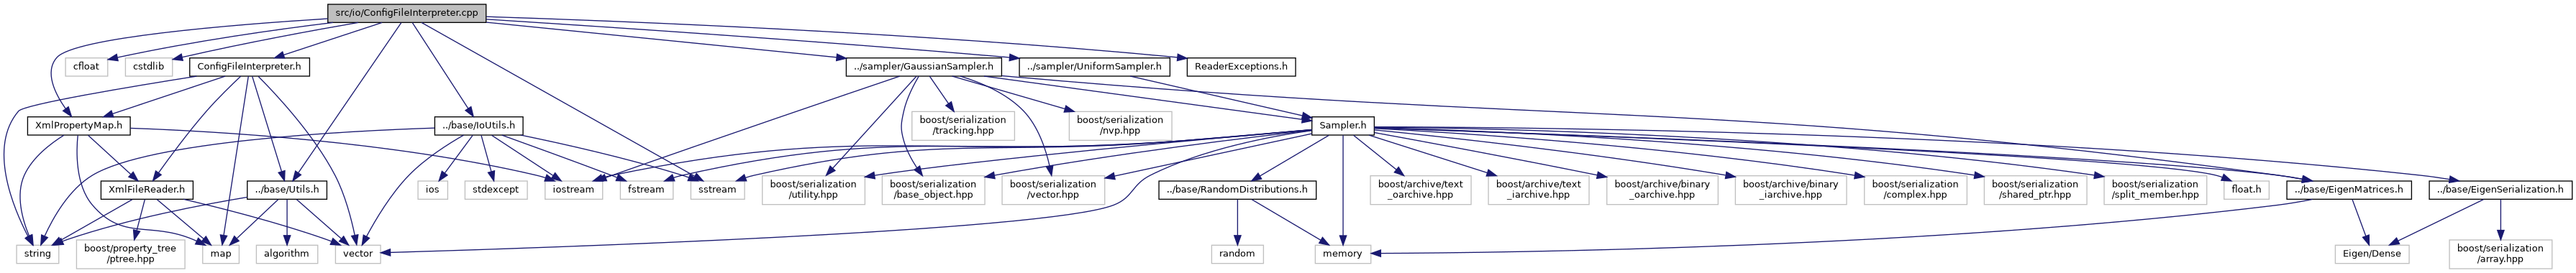 src/io/ConfigFileInterpreter.cpp
cfloat
cstdlib
ConfigFileInterpreter.h
../sampler/GaussianSampler.h
../sampler/UniformSampler.h
ReaderExceptions.h
XmlPropertyMap.h
../base/IoUtils.h
boost/serialization
/tracking.hpp
boost/serialization
/nvp.hpp
Sampler.h
XmlFileReader.h
../base/Utils.h
ios
stdexcept
iostream
fstream
sstream
boost/serialization
/utility.hpp
boost/serialization
/base_object.hpp
boost/serialization
/vector.hpp
../base/RandomDistributions.h
boost/archive/text
_oarchive.hpp
boost/archive/text
_iarchive.hpp
boost/archive/binary
_oarchive.hpp
boost/archive/binary
_iarchive.hpp
boost/serialization
/complex.hpp
boost/serialization
/shared_ptr.hpp
boost/serialization
/split_member.hpp
float.h
../base/EigenMatrices.h
../base/EigenSerialization.h
string
boost/property_tree
/ptree.hpp
map
algorithm
vector
random
memory
Eigen/Dense
boost/serialization
/array.hpp